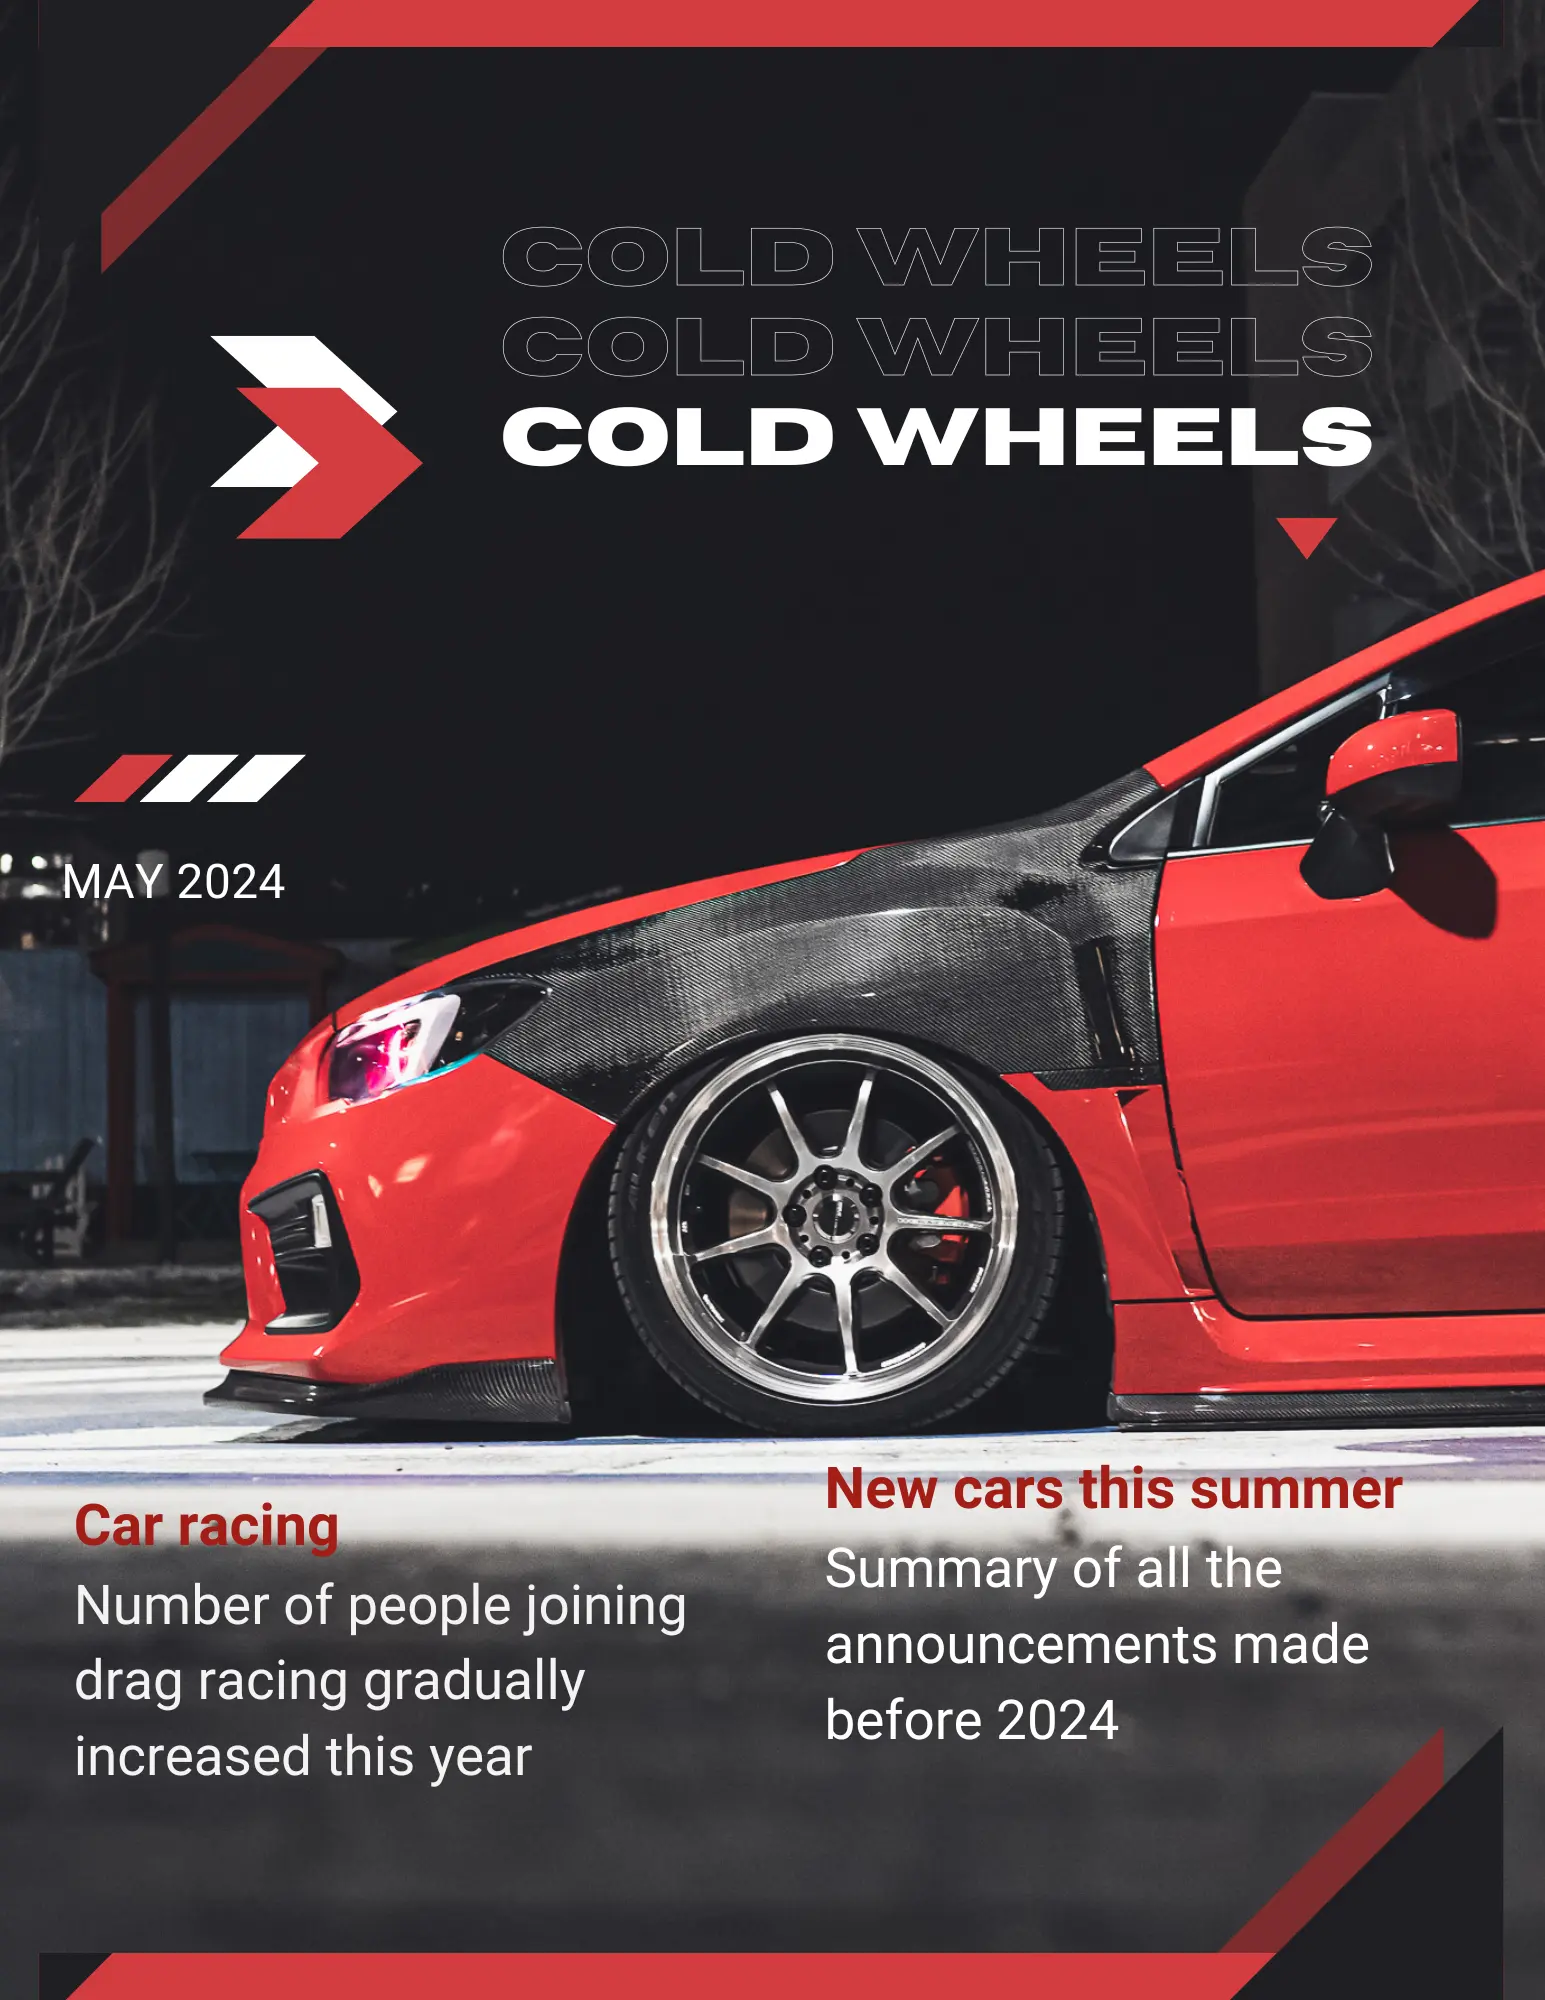 COLD WHEELS
COLD WHEELS
COLD WHEELS
MAY 2024
Car racing
Number of people joining
drag racing gradually
increased this year
New cars this summer
Summary of all the
announcements made
before 2024